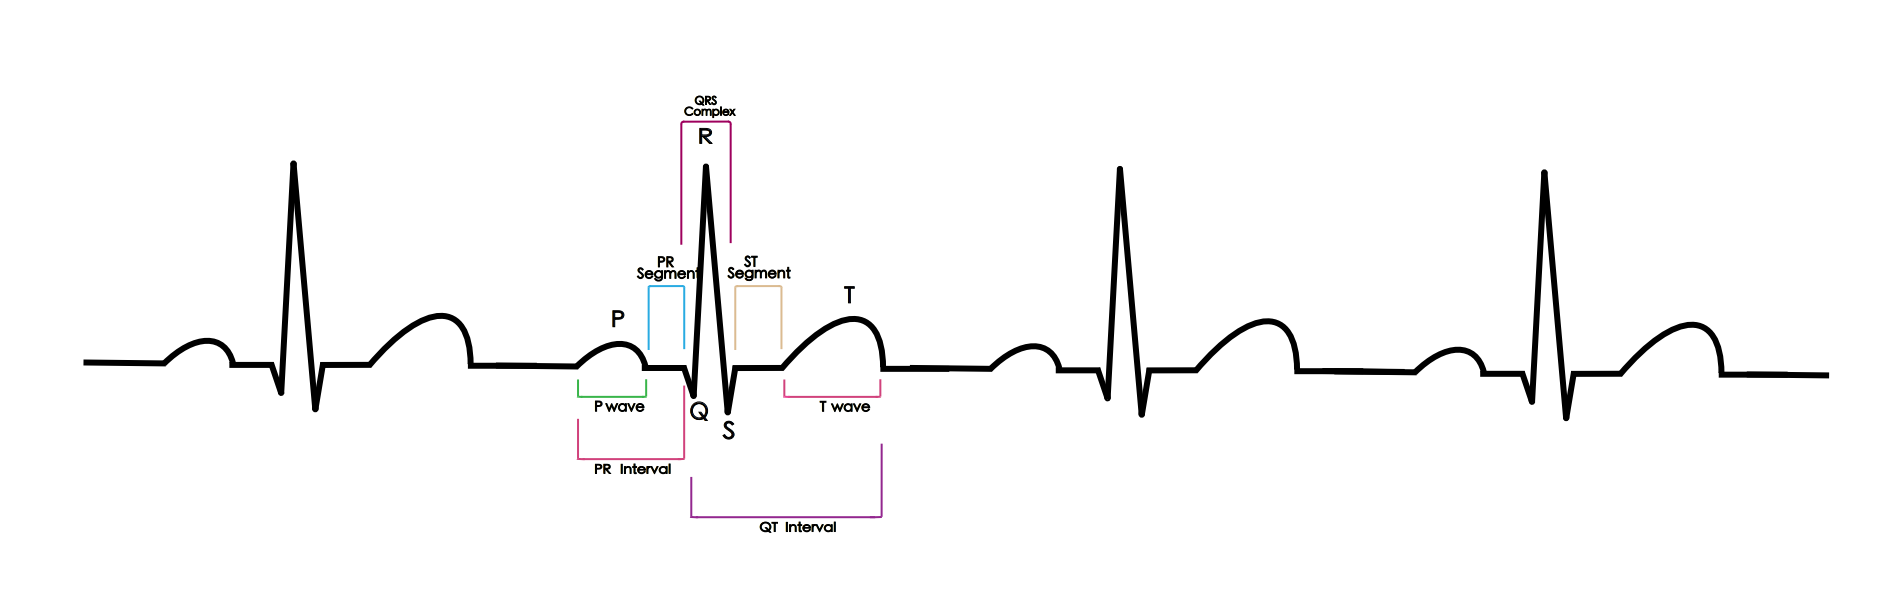 QRS
Complex
R
PR
Segment
ST
Segment
P
T
P wave
Q
T wave
S
PR Interval
QT Interval